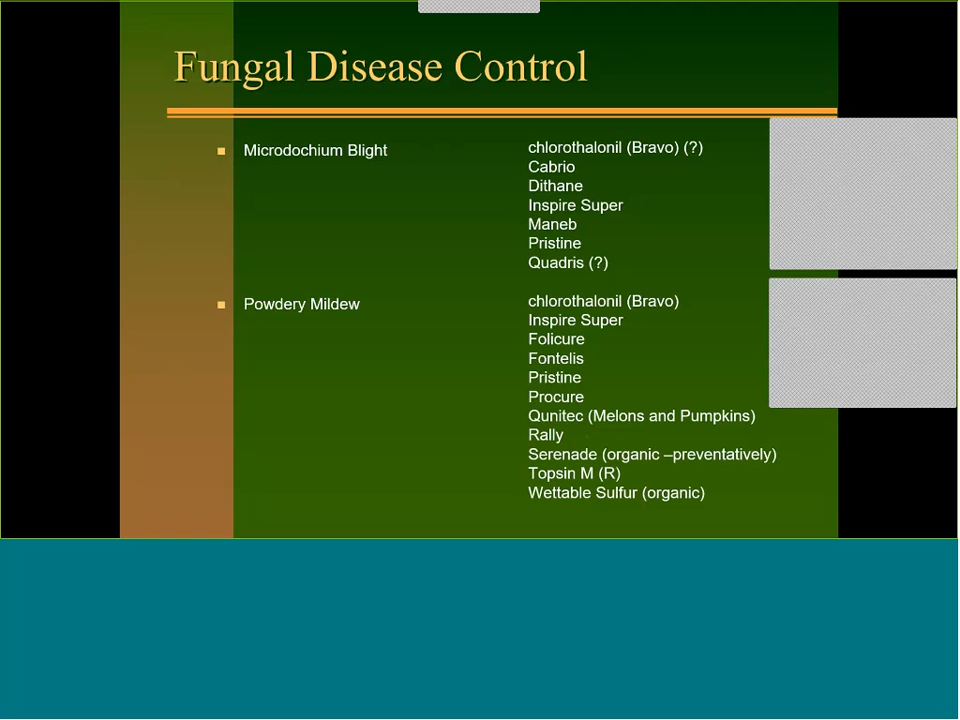 Fungal Disease Control
Microdochium Blight
chlorothalonil (Bravo) (?)
Cabrio
Dithane
Inspire Super
Maneb
Pristine
Quadris (?)
Powdery Mildew
chlorothalonil (Bravo)
Inspire Super
Folicure
Fontelis
Pristine
Procure
Qunitec (Melons and Pumpkins)
Rally
Serenade (organic –preventatively)
Topsin M (R)
Wettable Sulfur (organic)